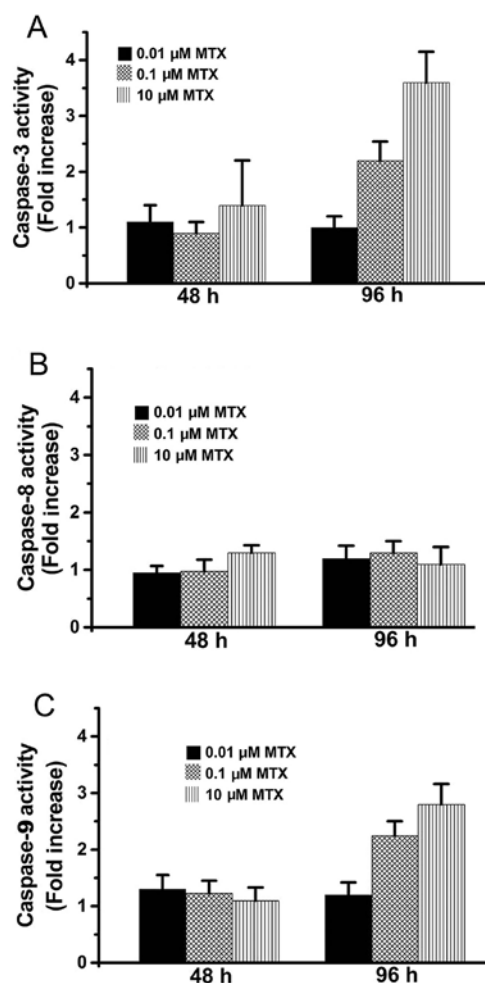 A
Caspase-3 activity
(Fold increase)
4
3
2
1
0
0.01 µM MTX
0.1 µM MTX
10 µM MTX
48 h
96 h
B
Caspase-8 activity
(Fold increase)
4
3
2
1
0
0.01 µM MTX
0.1 µM MTX
10 µM MTX
48 h
96 h
C
Caspase-9 activity
(Fold increase)
4
3
2
1
0
0.01 µM MTX
0.1 µM MTX
10 µM MTX
48 h
96 h